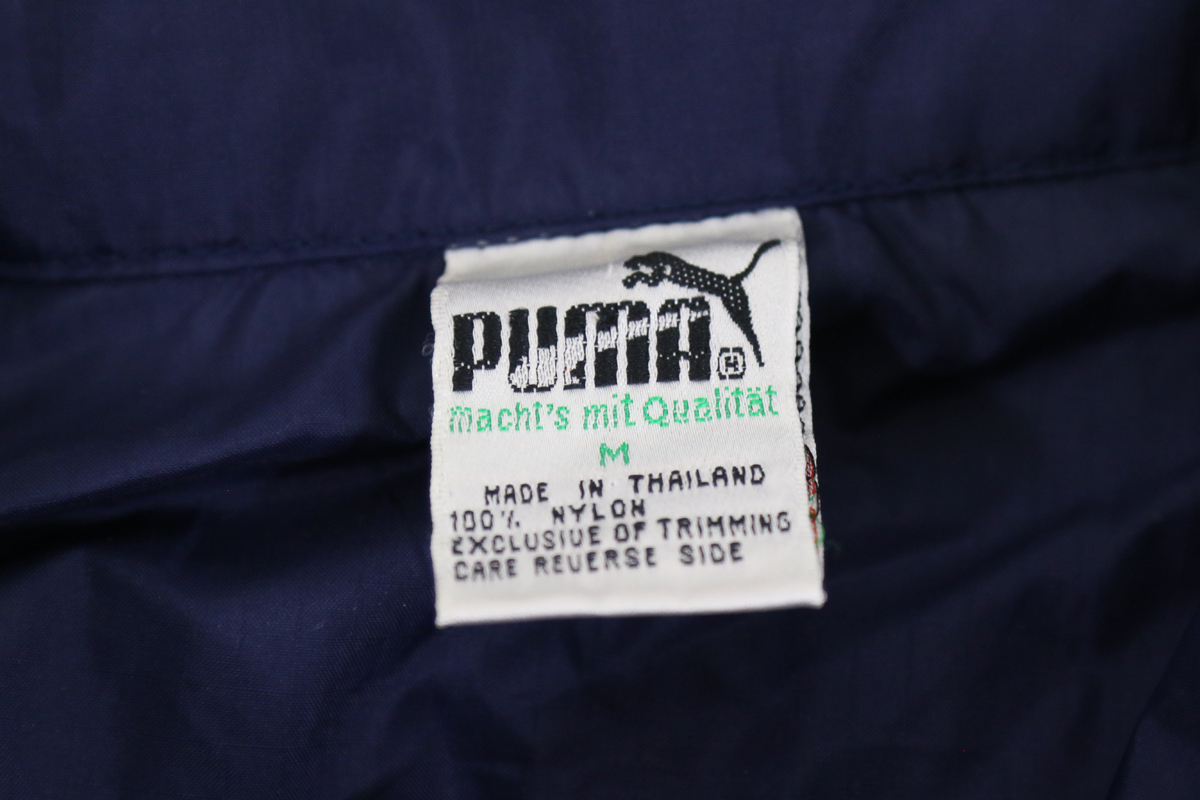 PUMA
macht's mit Qualität
M
MADE IN THAILAND
100% NYLON
EXCLUSIVE OF TRIMMING
CARE REVERSE SIDE